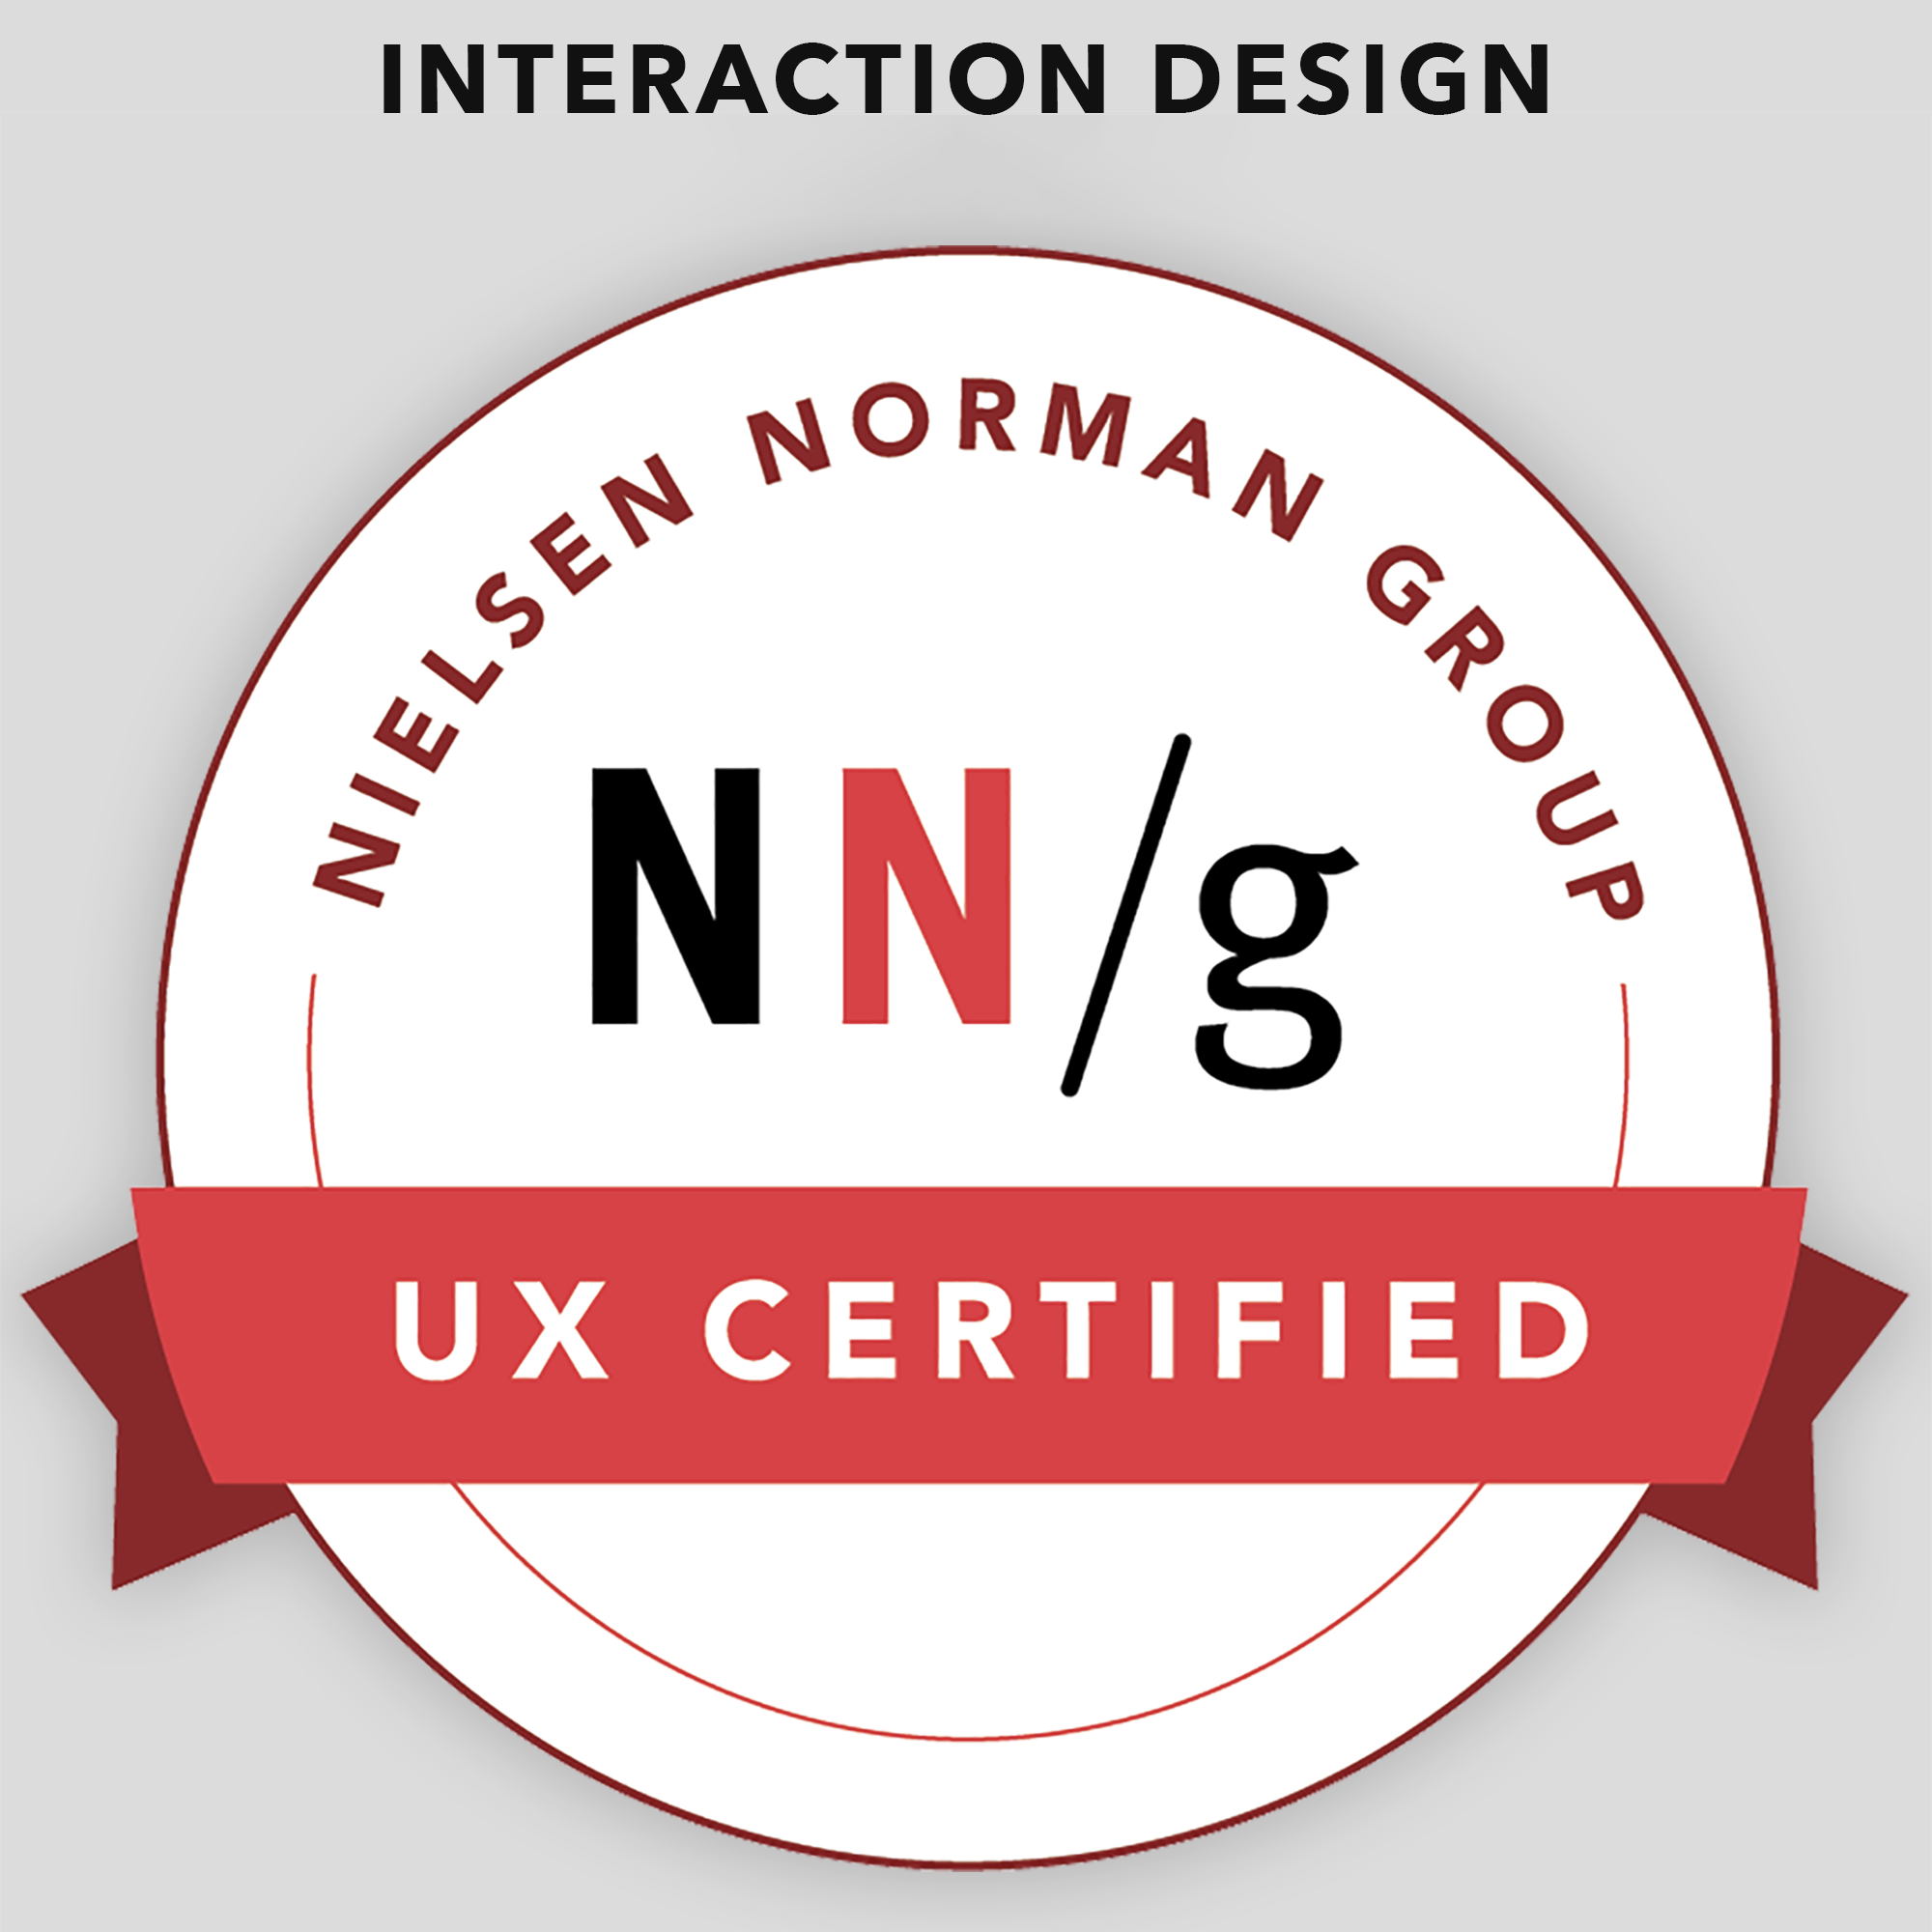 INTERACTION DESIGN
NIELSEN NORMAN GROUP
NN/g
UX CERTIFIED